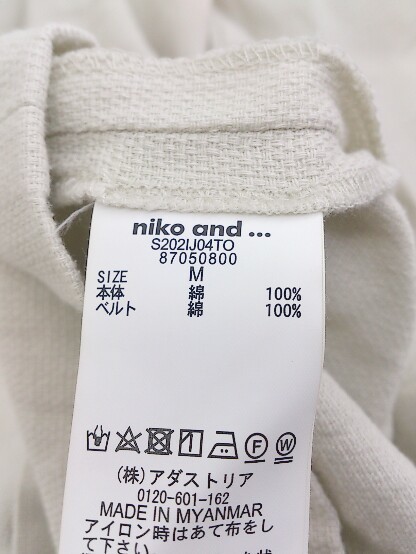 niko and ...
S202IJ04TO
87050800
SIZE M
本体 綿 100%
ベルト 綿 100%
F W
(株)アダストリア
0120-601-162
MADE IN MYANMAR
アイロン時はあて布をし
て下さい。